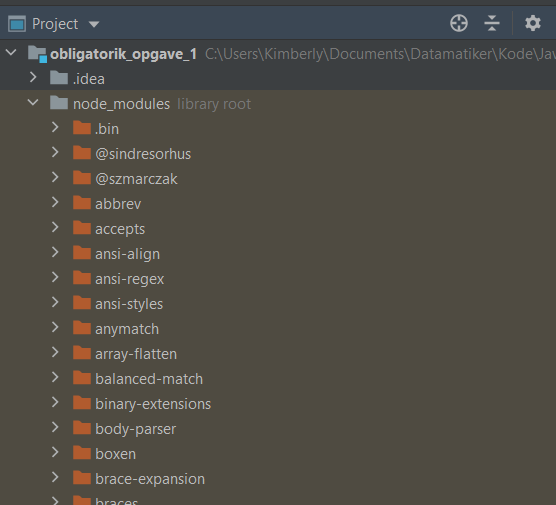 Project
obligatorik_opgave_1 C:\Users\Kimberly\Documents\Datamatiker\Kode\Jav
.idea
node_modules library root
.bin
@sindresorhus
@szmarczak
abbrev
accepts
ansi-align
ansi-regex
ansi-styles
anymatch
array-flatten
balanced-match
binary-extensions
body-parser
boxen
brace-expansion
braces